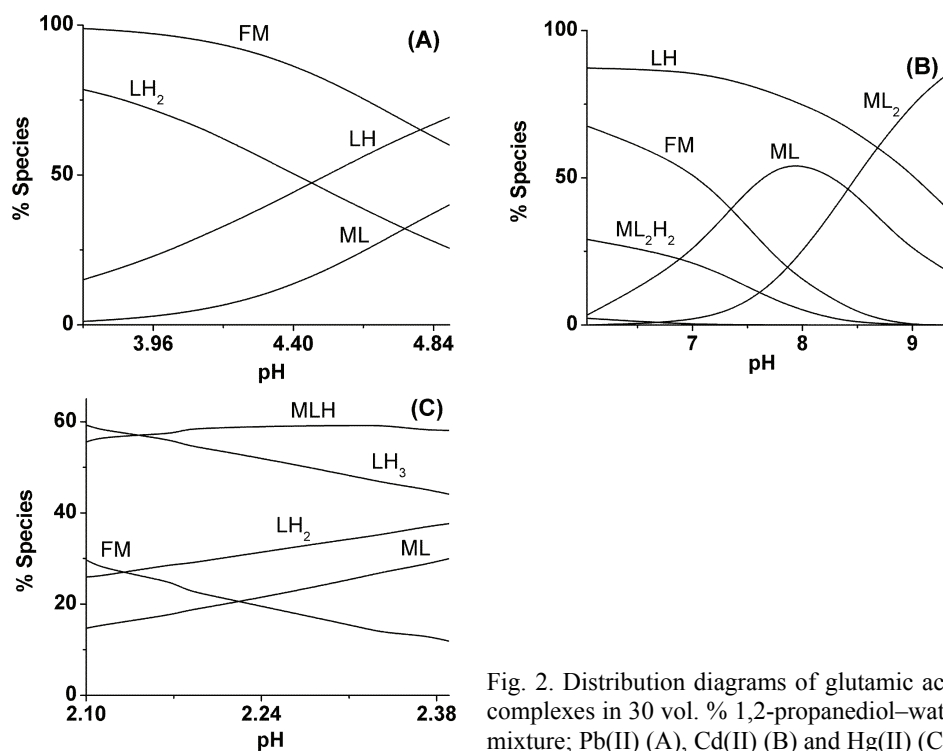 (A)
100
50
0
% Species
FM
LH2
LH
ML
3.96 4.40 4.84
pH
(B)
100
50
0
% Species
LH
FM
ML
ML2
ML2H2
7 8 9
pH
(C)
60
40
20
0
% Species
MLH
LH3
LH2
FM
ML
2.10 2.24 2.38
pH
Fig. 2. Distribution diagrams of glutamic ac
complexes in 30 vol. % 1,2-propanediol–wat
mixture; Pb(II) (A), Cd(II) (B) and Hg(II) (C